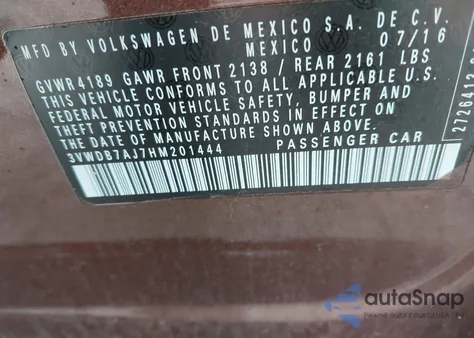 MFD BY VOLKSWAGEN DE MEXICO S.A. DE C.V.
MEXICO 07/16
GVWR 4189 GAWR FRONT 2138 / REAR 2161 LBS
THIS VEHICLE CONFORMS TO ALL APPLICABLE U.S.
FEDERAL MOTOR VEHICLE SAFETY, BUMPER AND
THEFT PREVENTION STANDARDS IN EFFECT ON
THE DATE OF MANUFACTURE SHOWN ABOVE.
3VWDB7AJ7HM201444 PASSENGER CAR
autoSnap